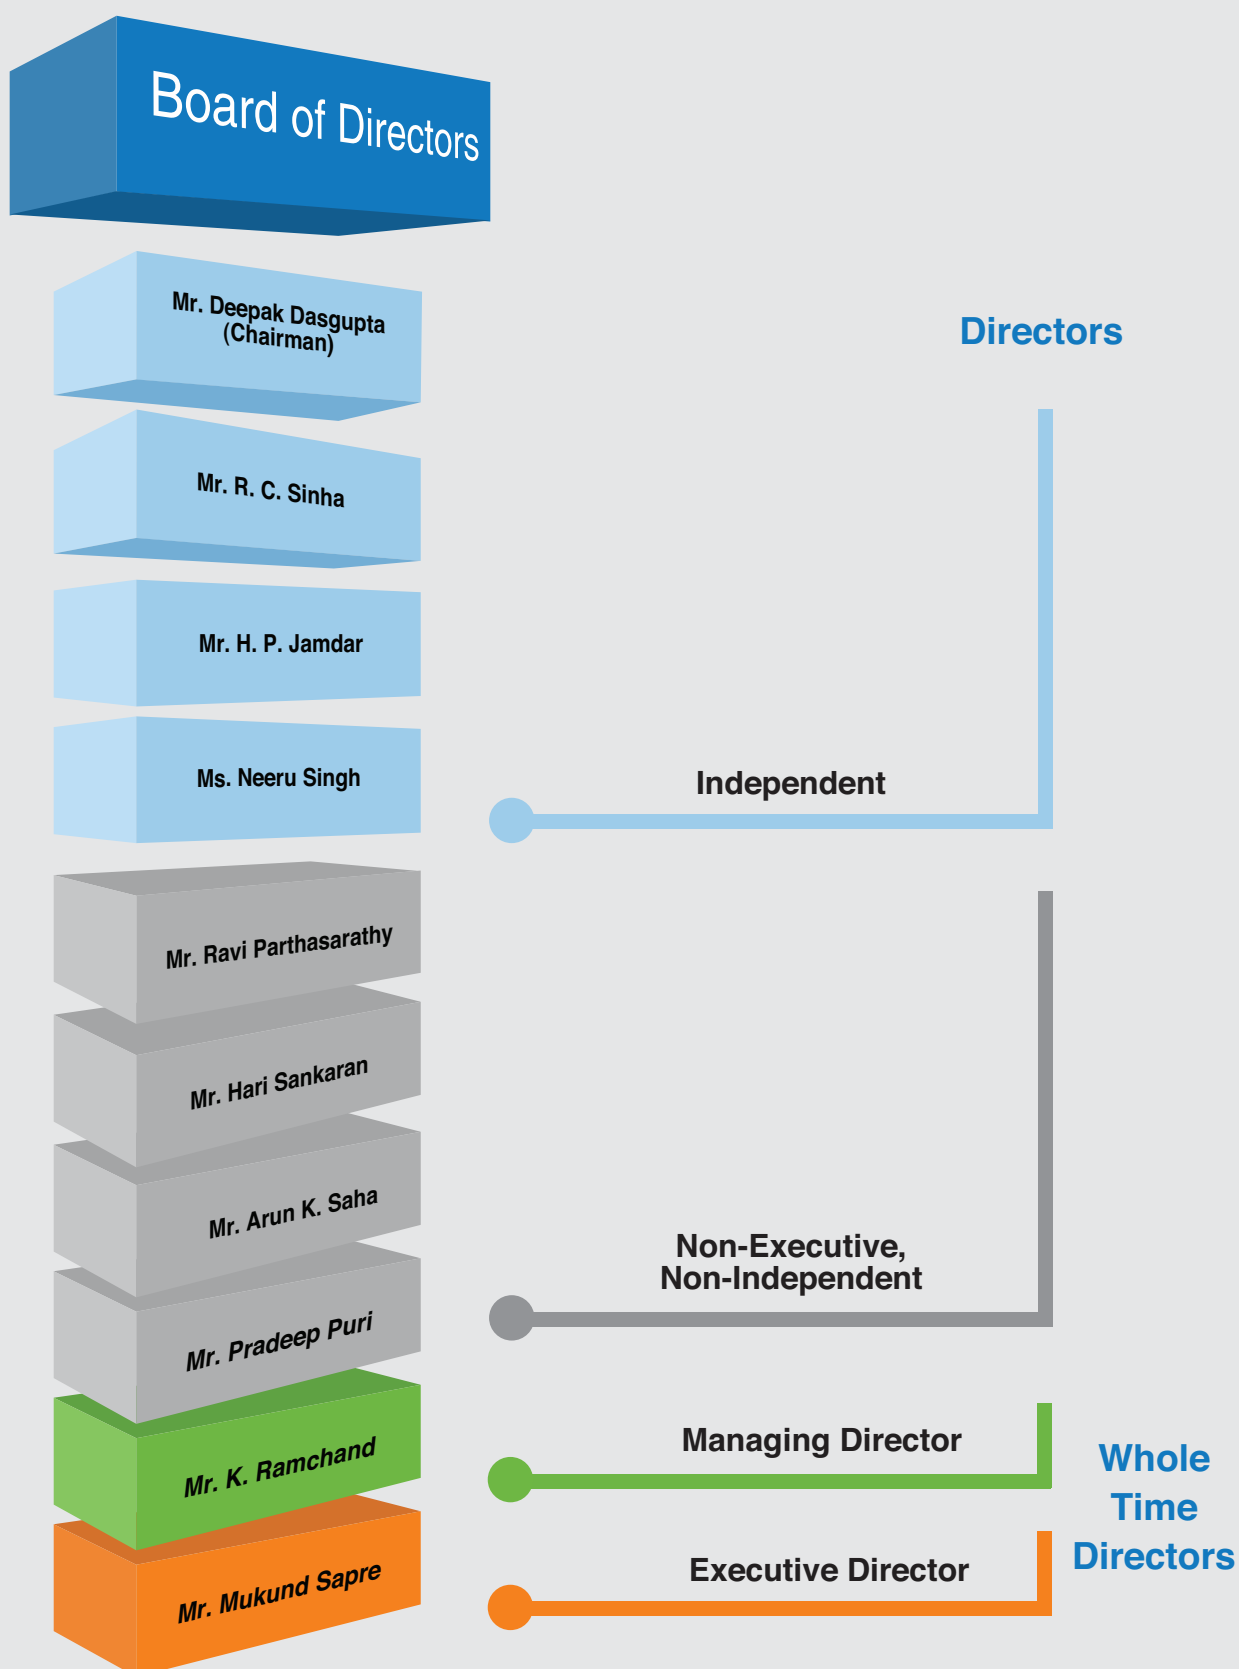 Board of Directors
Mr. Deepak Dasgupta
(Chairman)
Directors
Mr. R. C. Sinha
Mr. H. P. Jamdar
Ms. Neeru Singh
Independent
Mr. Ravi Parthasarathy
Mr. Hari Sankaran
Mr. Arun K. Saha
Mr. Pradeep Puri
Non-Executive,
Non-Independent
Mr. K. Ramchand
Managing Director
Mr. Mukund Sapre
Executive Director
Whole
Time
Directors